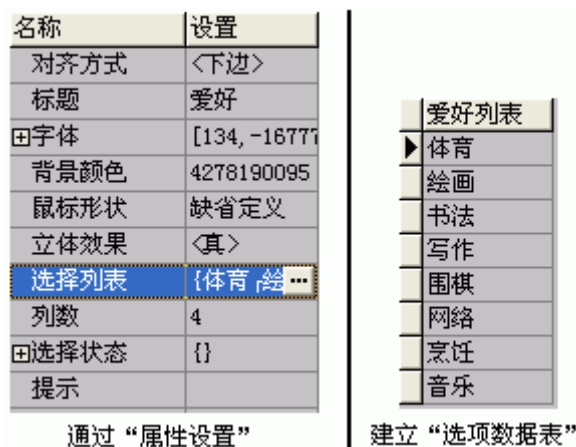 名称 设置
对齐方式 <下边>
标题 爱好
字体 [134,-16777
背景颜色 4278190095
鼠标形状 缺省定义
立体效果 <真>
选择列表 {体育,绘 ...
列数 4
选择状态 {}
提示
通过“属性设置”
爱好列表
体育
绘画
书法
写作
围棋
网络
烹饪
音乐
建立“选项数据表”